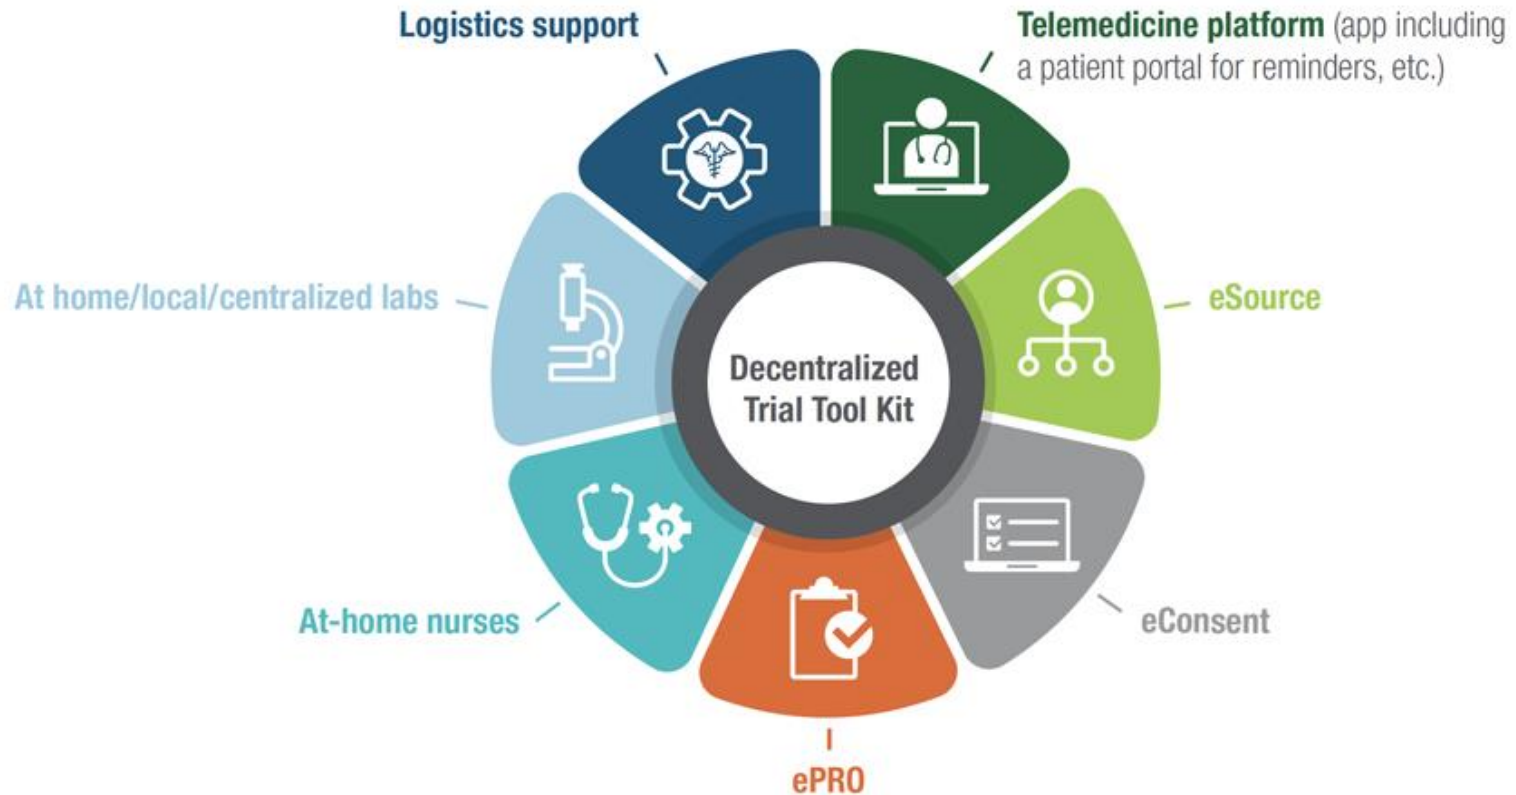 Logistics support
Telemedicine platform (app including
a patient portal for reminders, etc.)
At home/local/centralized labs
eSource
Decentralized
Trial Tool Kit
At-home nurses
eConsent
ePRO